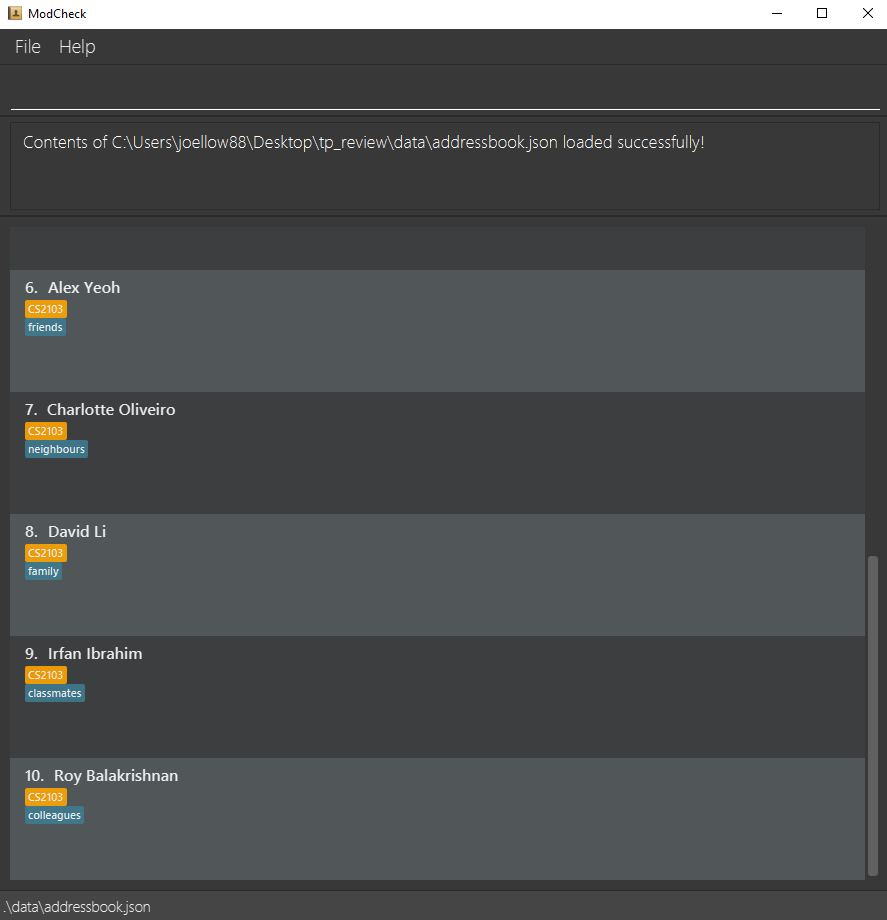 ModCheck
File Help
Contents of C:\Users\joellow88\Desktop\tp_review\data\addressbook.json loaded successfully!
6. Alex Yeoh
CS2103
friends
7. Charlotte Oliveiro
CS2103
neighbours
8. David Li
CS2103
family
9. Irfan Ibrahim
CS2103
classmates
10. Roy Balakrishnan
CS2103
colleagues
.\data\addressbook.json